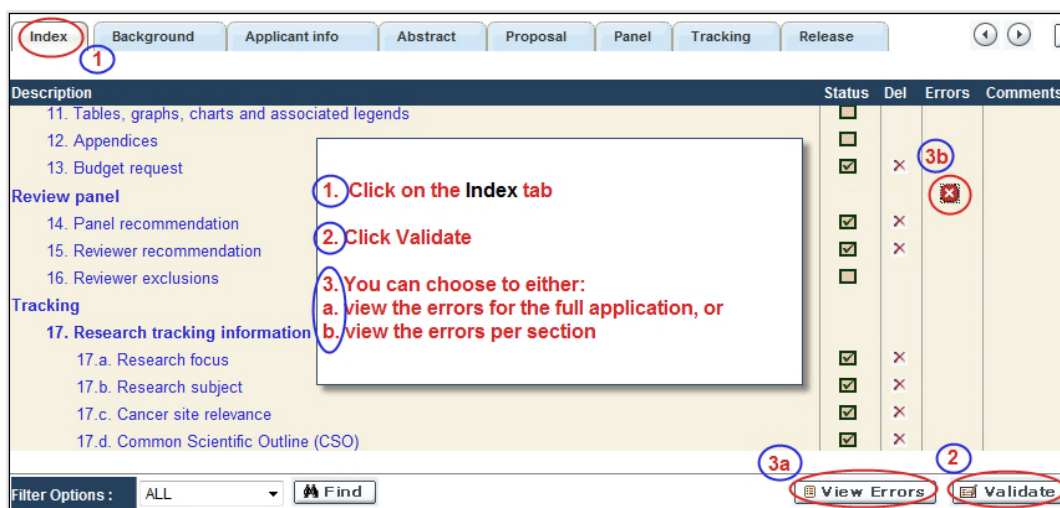 Index Background Applicant info Abstract Proposal Panel Tracking Release
1
Description Status Del Errors Comments
11. Tables, graphs, charts and associated legends
12. Appendices
13. Budget request
3b
Review panel
14. Panel recommendation
15. Reviewer recommendation
16. Reviewer exclusions
Tracking
17. Research tracking information
17.a. Research focus
17.b. Research subject
17.c. Cancer site relevance
17.d. Common Scientific Outline (CSO)
1. Click on the Index tab
2. Click Validate
3. You can choose to either:
a. view the errors for the full application, or
b. view the errors per section
3a
2
Filter Options : ALL Find View Errors Validate